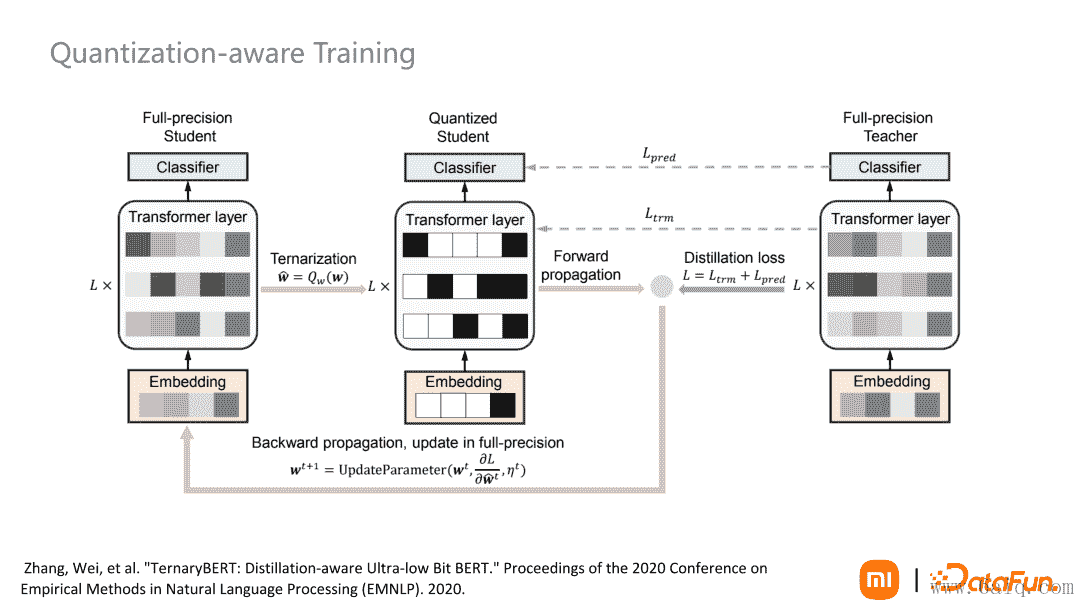 Quantization-aware Training
Full-precision
Student
Classifier
Transformer layer
L ×
Embedding
Ternarization
ŵ = Q_w(w)
Quantized
Student
Classifier
Transformer layer
L ×
Embedding
L_pred
L_trm
Forward
propagation
Distillation loss
L = L_trm + L_pred
Full-precision
Teacher
Classifier
Transformer layer
L ×
Embedding
Backward propagation, update in full-precision
w^{t+1} = UpdateParameter(w^t, ∂L/∂ŵ^t, η^t)
Zhang, Wei, et al. "TernaryBERT: Distillation-aware Ultra-low Bit BERT." Proceedings of the 2020 Conference on
Empirical Methods in Natural Language Processing (EMNLP). 2020.
mi | DataFun.
www.6aiq.com